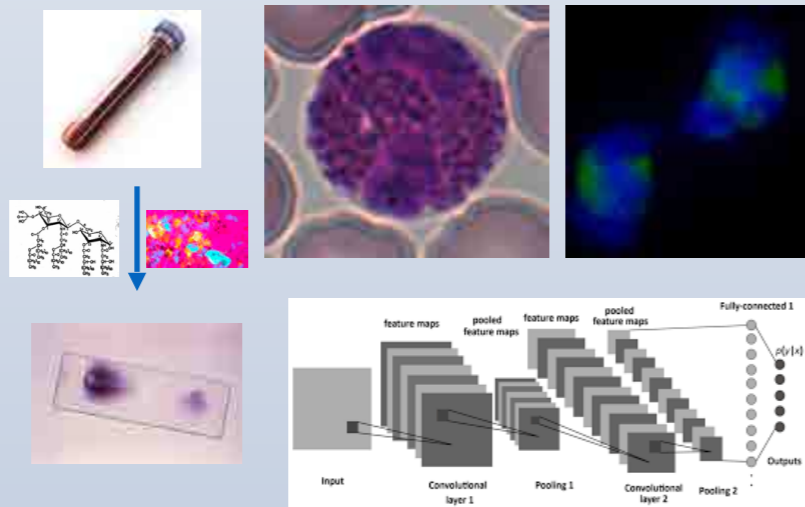 feature maps
pooled
feature maps
feature maps
pooled
feature maps
Fully-connected 1
p(y|x)
Outputs
Input
Convolutional
layer 1
Pooling 1
Convolutional
layer 2
Pooling 2